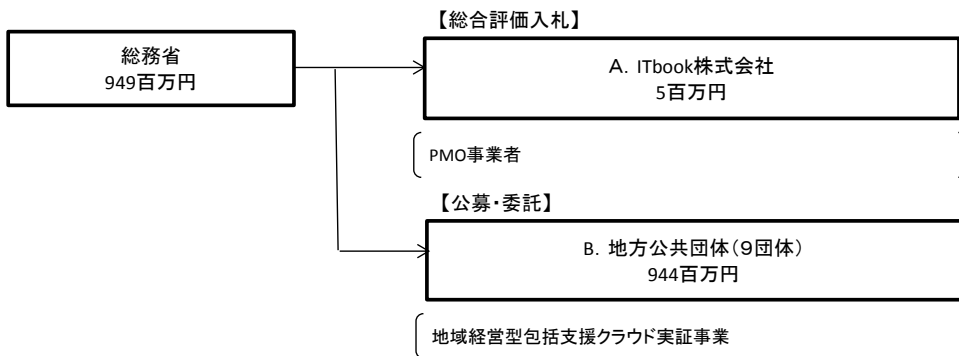 総務省
949百万円
【総合評価入札】
A．ITbook株式会社
5百万円
PMO事業者
【公募・委託】
B．地方公共団体（９団体）
944百万円
地域経営型包括支援クラウド実証事業